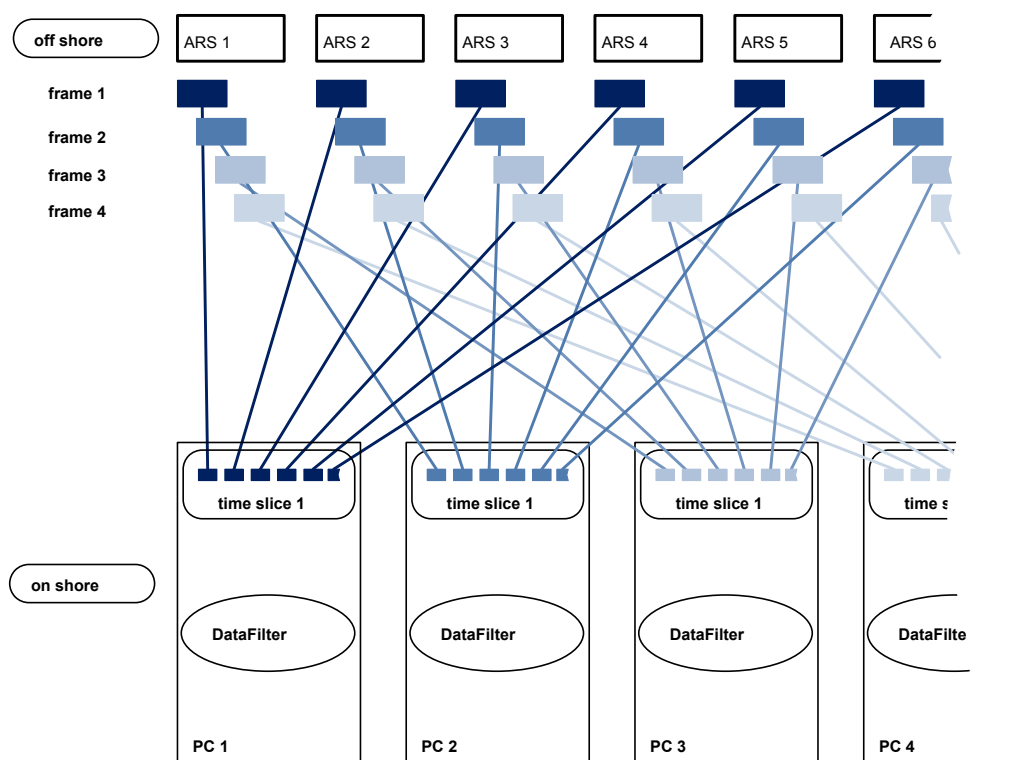 off shore
ARS 1
ARS 2
ARS 3
ARS 4
ARS 5
ARS 6
frame 1
frame 2
frame 3
frame 4
time slice 1
time slice 1
time slice 1
time s
on shore
DataFilter
DataFilter
DataFilter
DataFilte
PC 1
PC 2
PC 3
PC 4